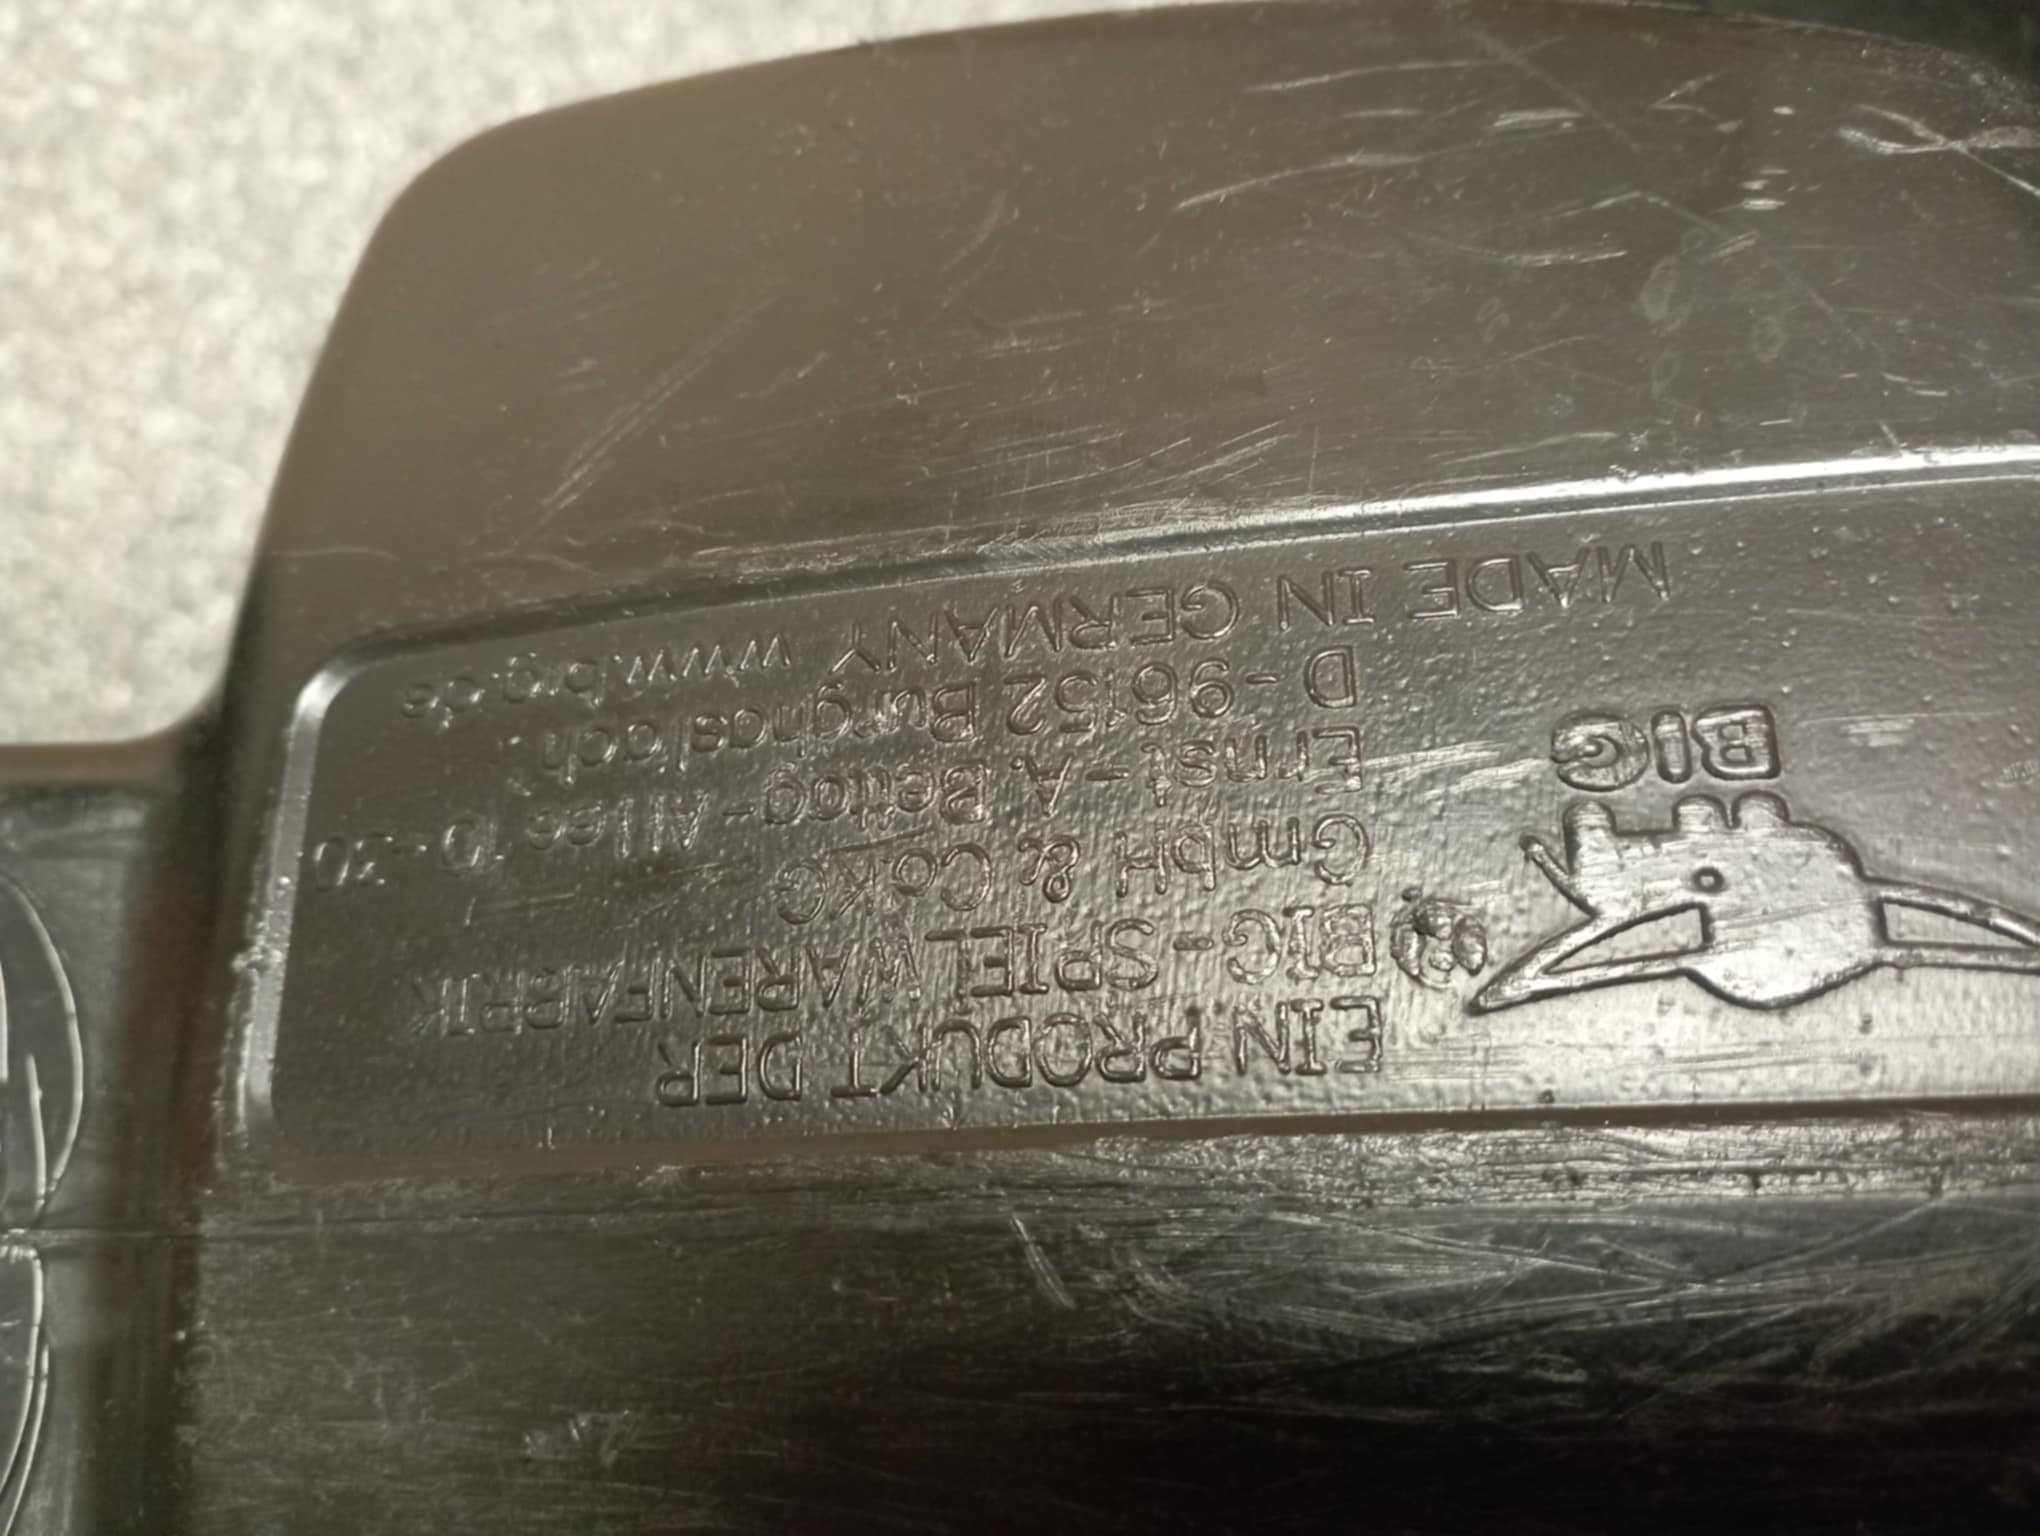 EIN PRODUKT DER
BIG-SPIELWARENFABRIK
GmbH & Co.KG
Ernst-A. Bettag-Allee 10-30
D-96152 Burghaslach
MADE IN GERMANY www.big.de
BIG